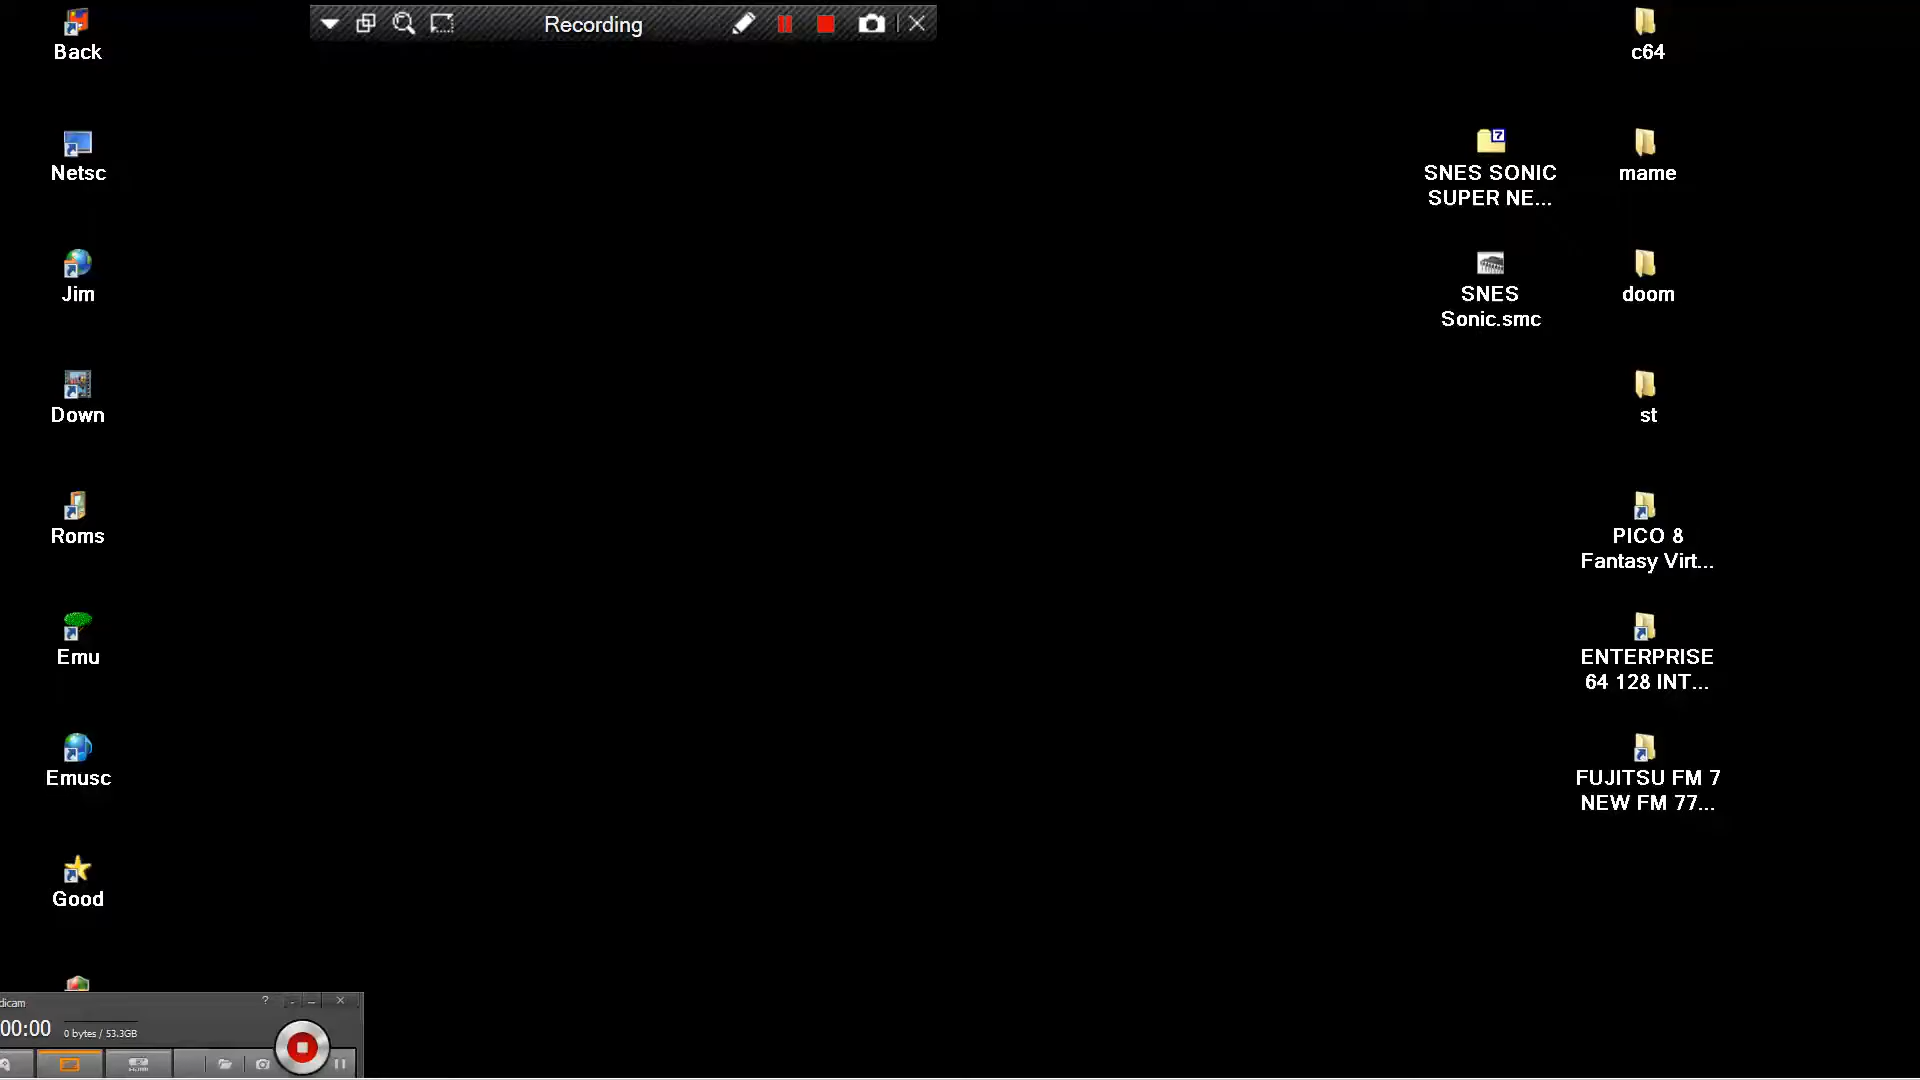 Recording
Back
Netsc
Jim
Down
Roms
Emu
Emusc
Good
c64
SNES SONIC
SUPER NE...
mame
SNES
Sonic.smc
doom
st
PICO 8
Fantasy Virt...
ENTERPRISE
64 128 INT...
FUJITSU FM 7
NEW FM 77...
dicam
00:00
0 bytes / 53.3GB